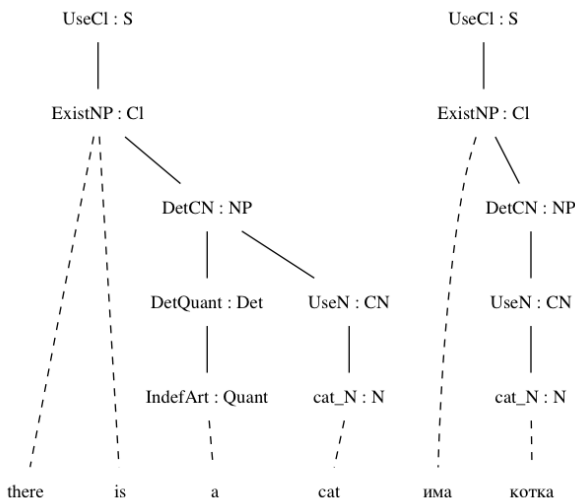 UseCl : S UseCl : S
ExistNP : Cl ExistNP : Cl
DetCN : NP DetCN : NP
DetQuant : Det UseN : CN UseN : CN
IndefArt : Quant cat_N : N cat_N : N
there is a cat има котка